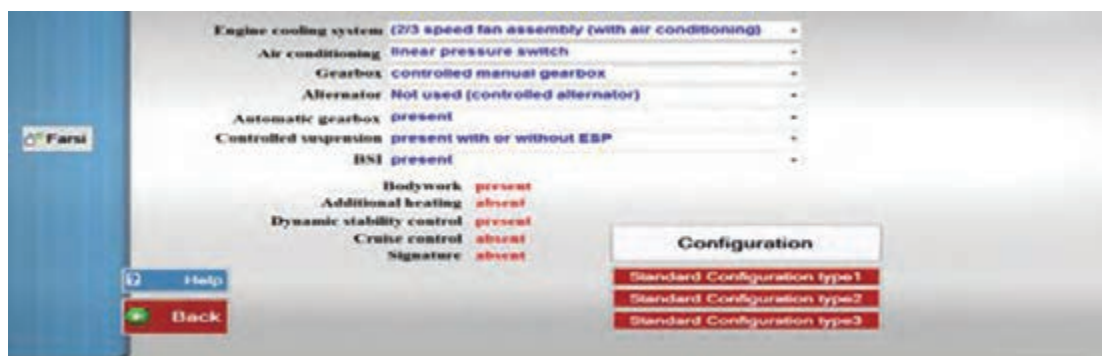 Engine cooling system (2/3 speed fan assembly (with air conditioning)
Air conditioning linear pressure switch
Gearbox controlled manual gearbox
Alternator Not used (controlled alternator)
Automatic gearbox present
Controlled suspension present with or without ESP
BSI present
Farsi
Bodywork present
Additional heating absent
Dynamic stability control present
Cruise control absent
Signature absent
Configuration
Standard Configuration type1
Standard Configuration type2
Standard Configuration type3
Help
Back